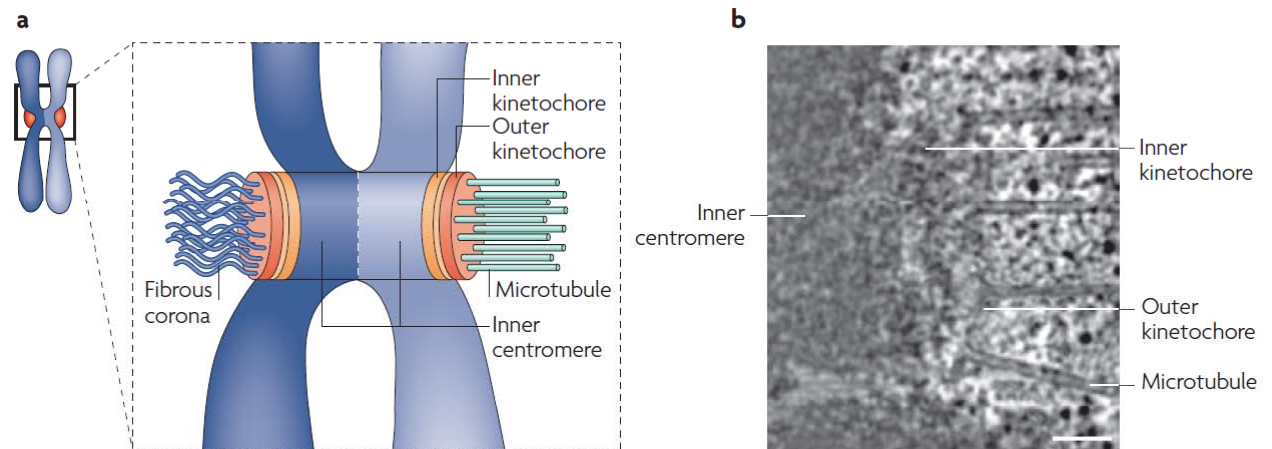 a
Inner
kinetochore
Outer
kinetochore
Fibrous
corona
Microtubule
Inner
centromere
b
Inner
kinetochore
Inner
centromere
Outer
kinetochore
Microtubule